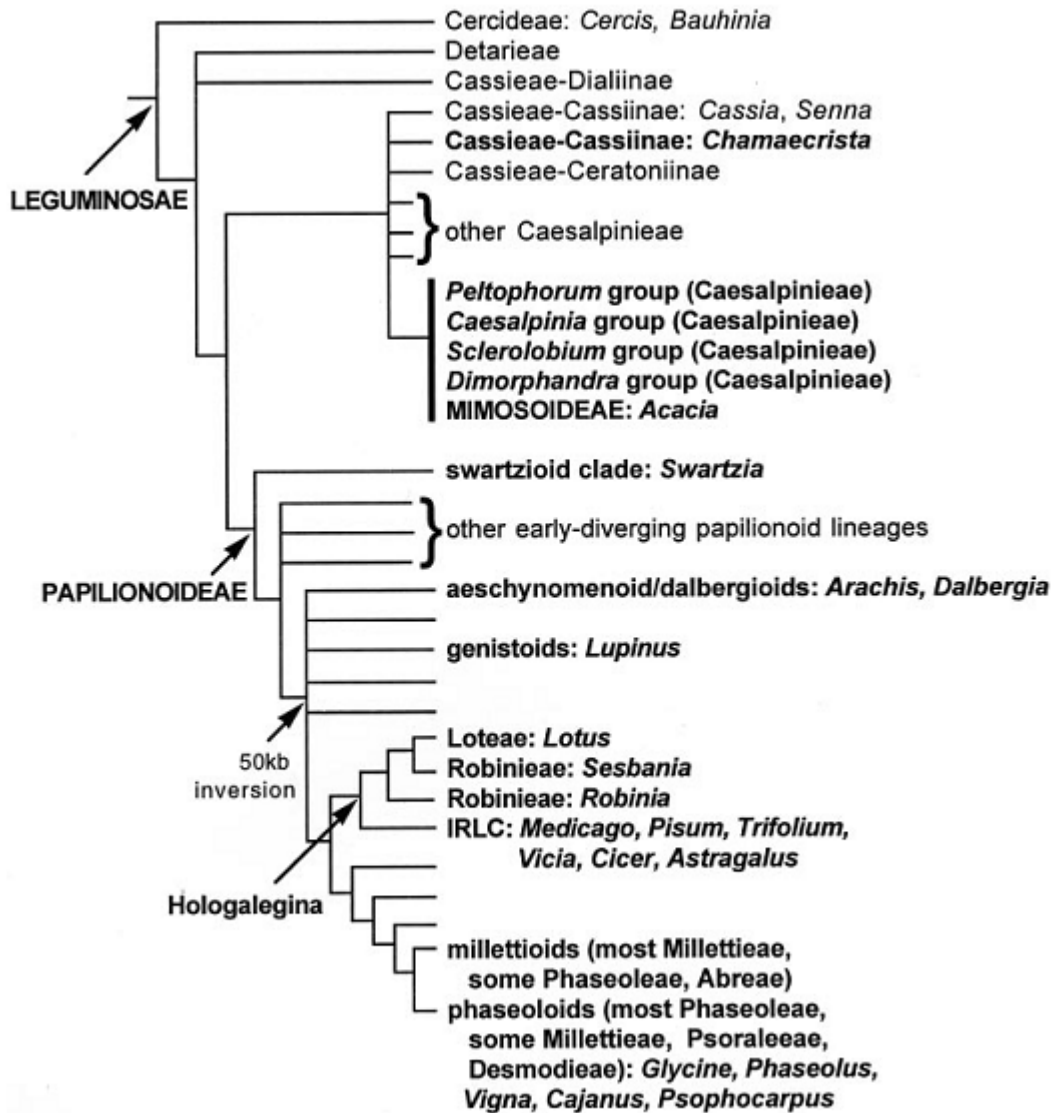 Cercideae: Cercis, Bauhinia
Detarieae
Cassieae-Dialiinae
Cassieae-Cassiinae: Cassia, Senna
Cassieae-Cassiinae: Chamaecrista
Cassieae-Ceratoniinae
LEGUMINOSAE
other Caesalpinieae
Peltophorum group (Caesalpinieae)
Caesalpinia group (Caesalpinieae)
Sclerolobium group (Caesalpinieae)
Dimorphandra group (Caesalpinieae)
MIMOSOIDEAE: Acacia
swartzioid clade: Swartzia
other early-diverging papilionoid lineages
PAPILIONOIDEAE
aeschynomenoid/dalbergioids: Arachis, Dalbergia
genistoids: Lupinus
50kb
inversion
Loteae: Lotus
Robinieae: Sesbania
Robinieae: Robinia
IRLC: Medicago, Pisum, Trifolium,
Vicia, Cicer, Astragalus
Hologalegina
millettioids (most Millettieae,
some Phaseoleae, Abreae)
phaseoloids (most Phaseoleae,
some Millettieae, Psoraleeae,
Desmodieae): Glycine, Phaseolus,
Vigna, Cajanus, Psophocarpus